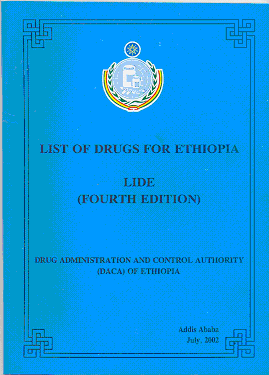 LIST OF DRUGS FOR ETHIOPIA
LIDE
(FOURTH EDITION)
DRUG ADMINISTRATION AND CONTROL AUTHORITY
(DACA) OF ETHIOPIA
Addis Ababa
July, 2002